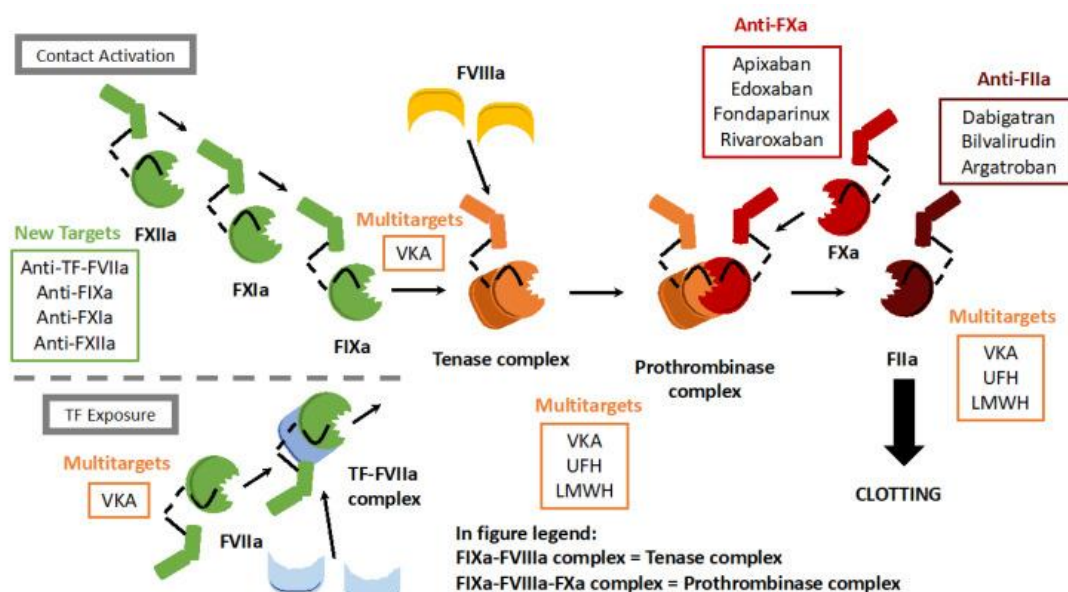 Contact Activation
FXIIa
FXIa
FIXa
New Targets
Anti-TF-FVIIa
Anti-FIXa
Anti-FXIa
Anti-FXIIa
Multitargets
VKA
FVIIIa
Tenase complex
Anti-FXa
Apixaban
Edoxaban
Fondaparinux
Rivaroxaban
FXa
Prothrombinase
complex
Anti-FIIa
Dabigatran
Bilvalirudin
Argatroban
FIIa
Multitargets
VKA
UFH
LMWH
CLOTTING
Multitargets
VKA
UFH
LMWH
TF Exposure
Multitargets
VKA
FVIIa
TF-FVIIa
complex
In figure legend:
FIXa-FVIIIa complex = Tenase complex
FIXa-FVIIIa-FXa complex = Prothrombinase complex